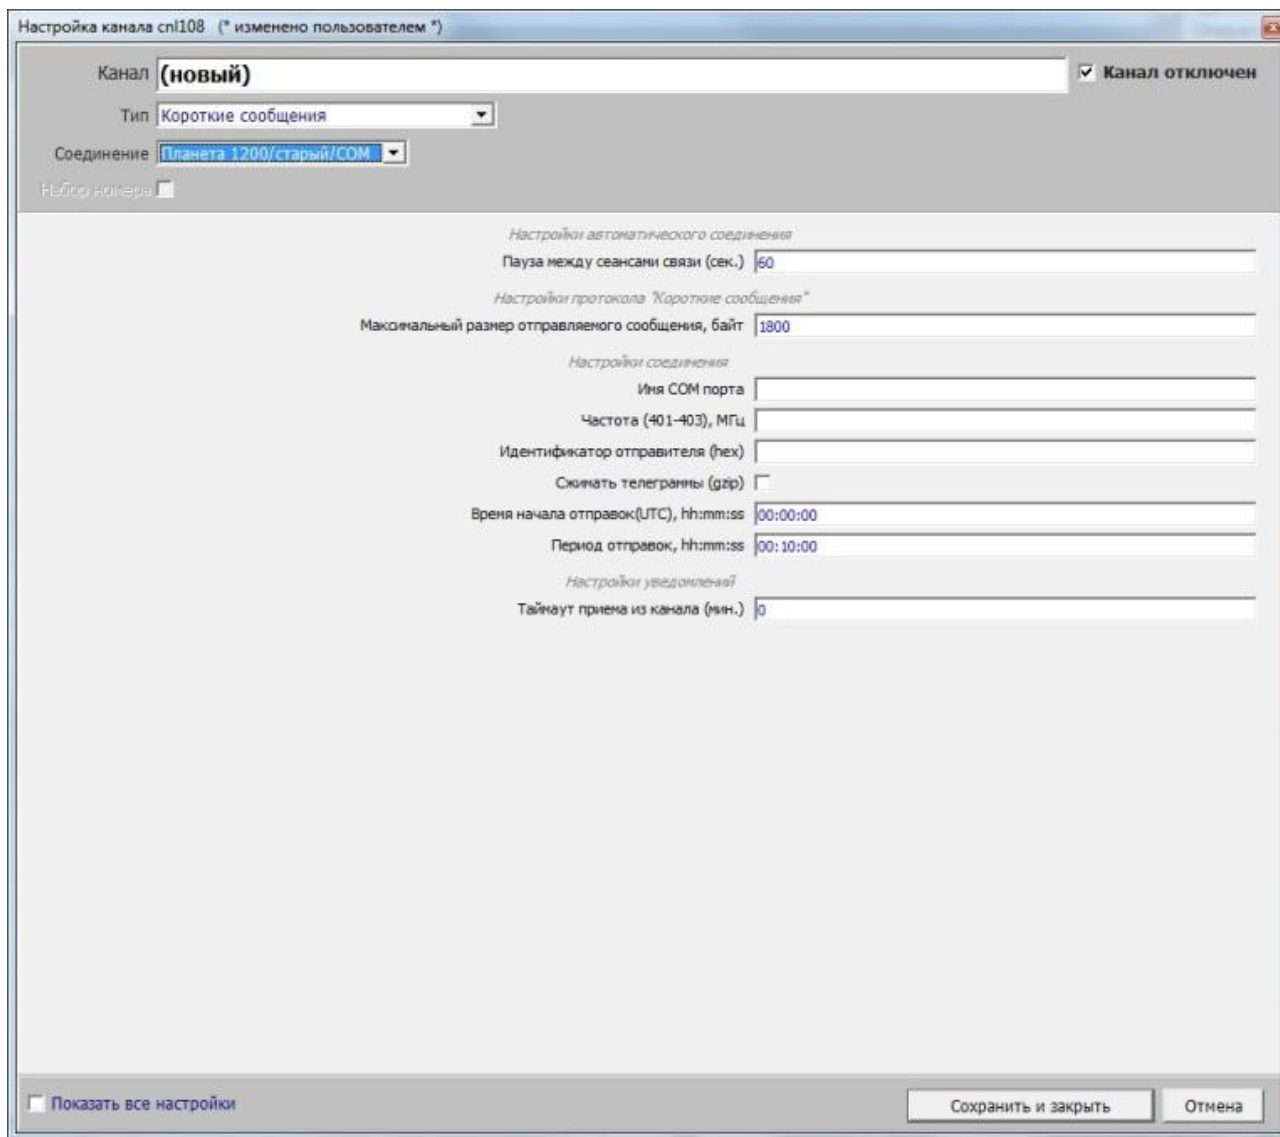 Настройка канала cnl108 (* изменено пользователем *)
Канал (новый) Канал отключен
Тип Короткие сообщения
Соединение Планета 1200/старый/COM
Набор номера
Настройки автоматического соединения
Пауза между сеансами связи (сек.) 60
Настройки протокола "Короткие сообщения"
Максимальный размер отправляемого сообщения, байт 1800
Настройки соединения
Имя COM порта
Частота (401-403), МГц
Идентификатор отправителя (hex)
Сжимать телеграммы (gzip)
Время начала отправок(UTC), hh:mm:ss 00:00:00
Период отправок, hh:mm:ss 00:10:00
Настройки уведомлений
Таймаут приема из канала (мин.) 0
Показать все настройки Сохранить и закрыть Отмена